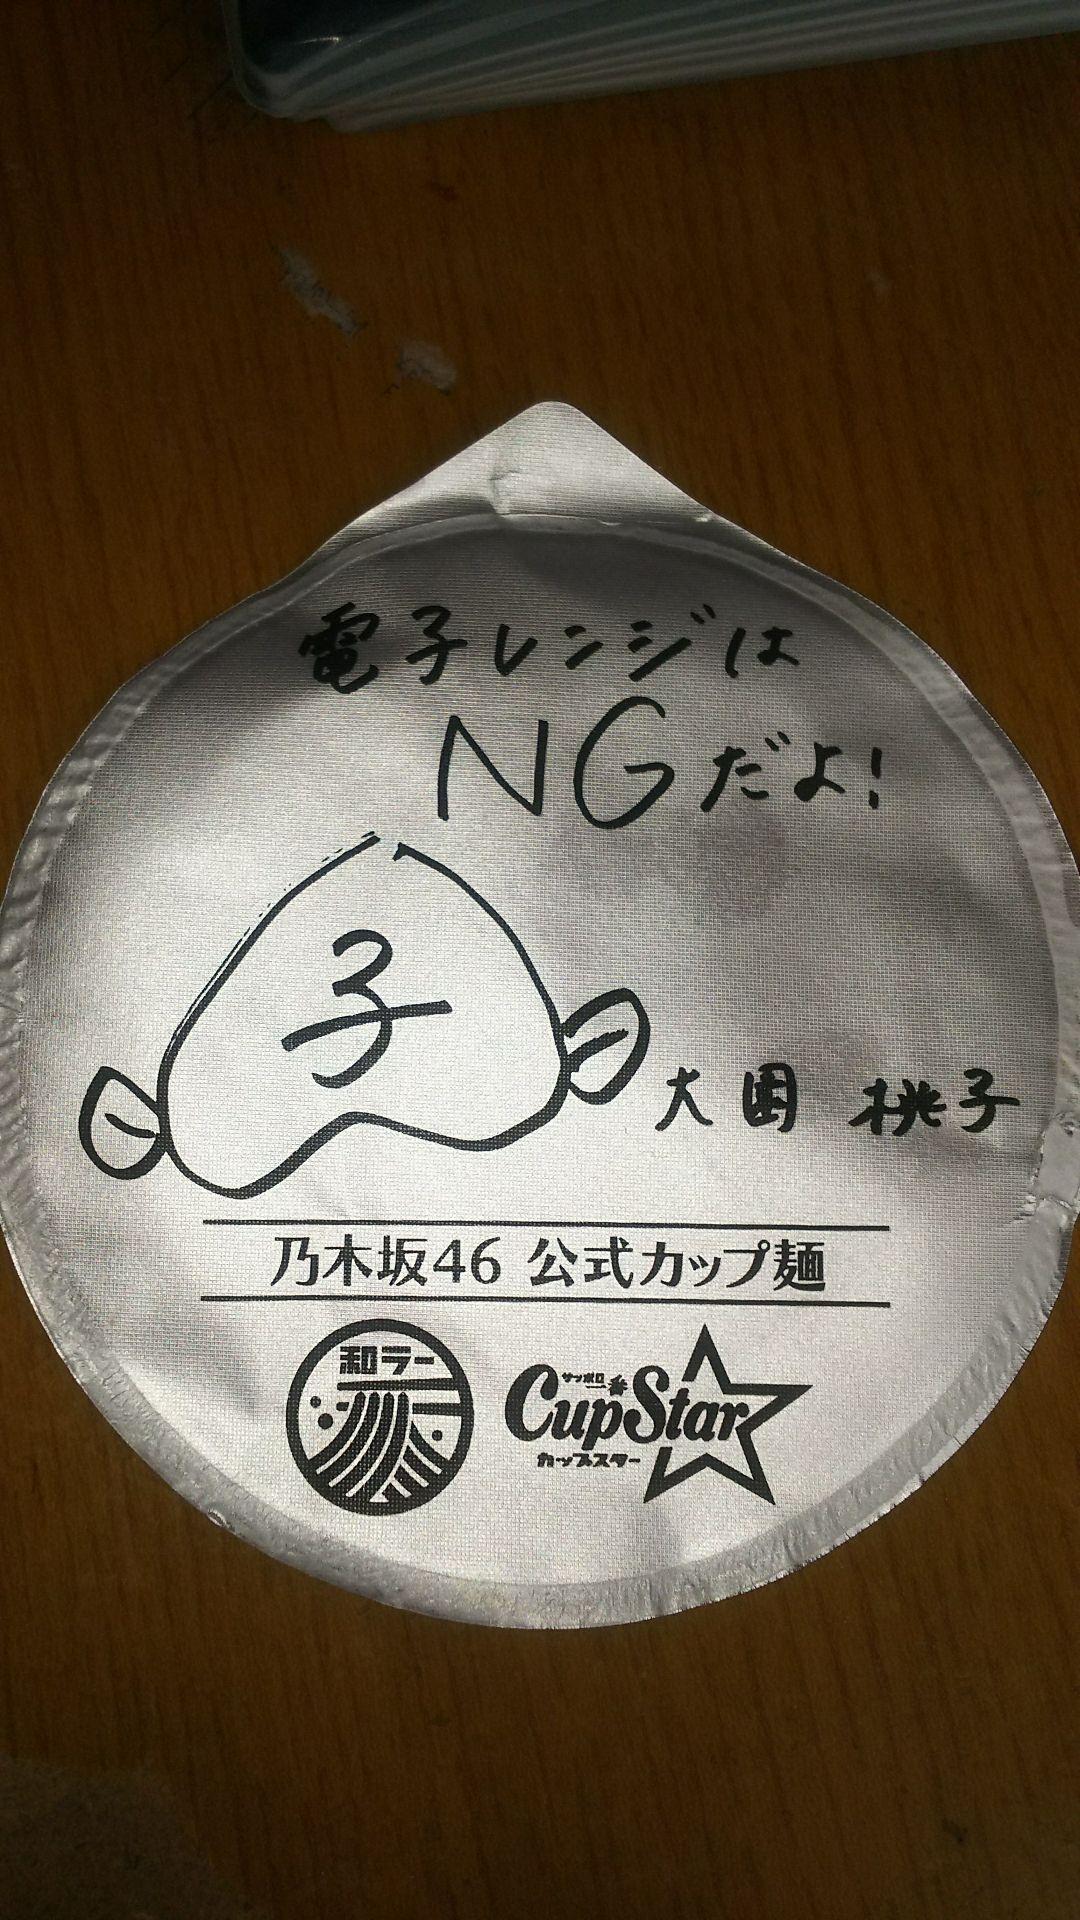 電子レンジは
NGだよ!
子
大園 桃子
乃木坂46 公式カップ麺
和ラー
サッポロ一番
CupStar
カップスター